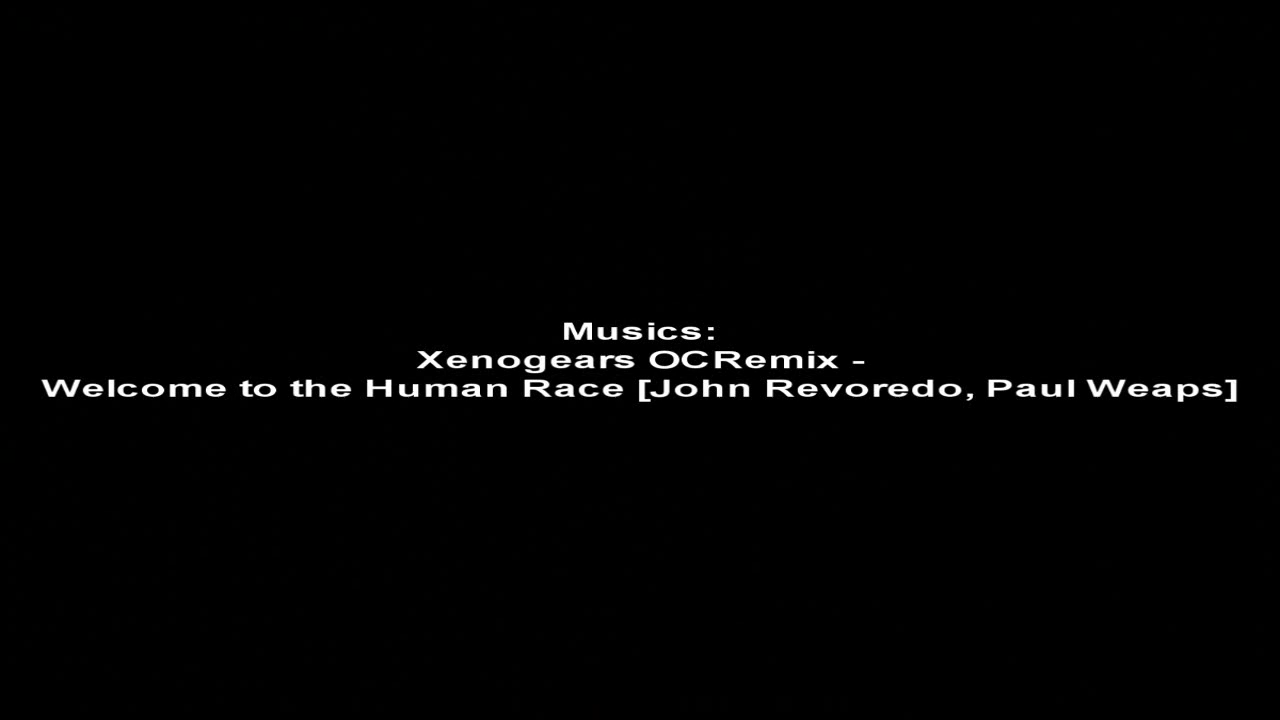 Musics:
Xenogears OCRemix -
Welcome to the Human Race [John Revoredo, Paul Weaps]